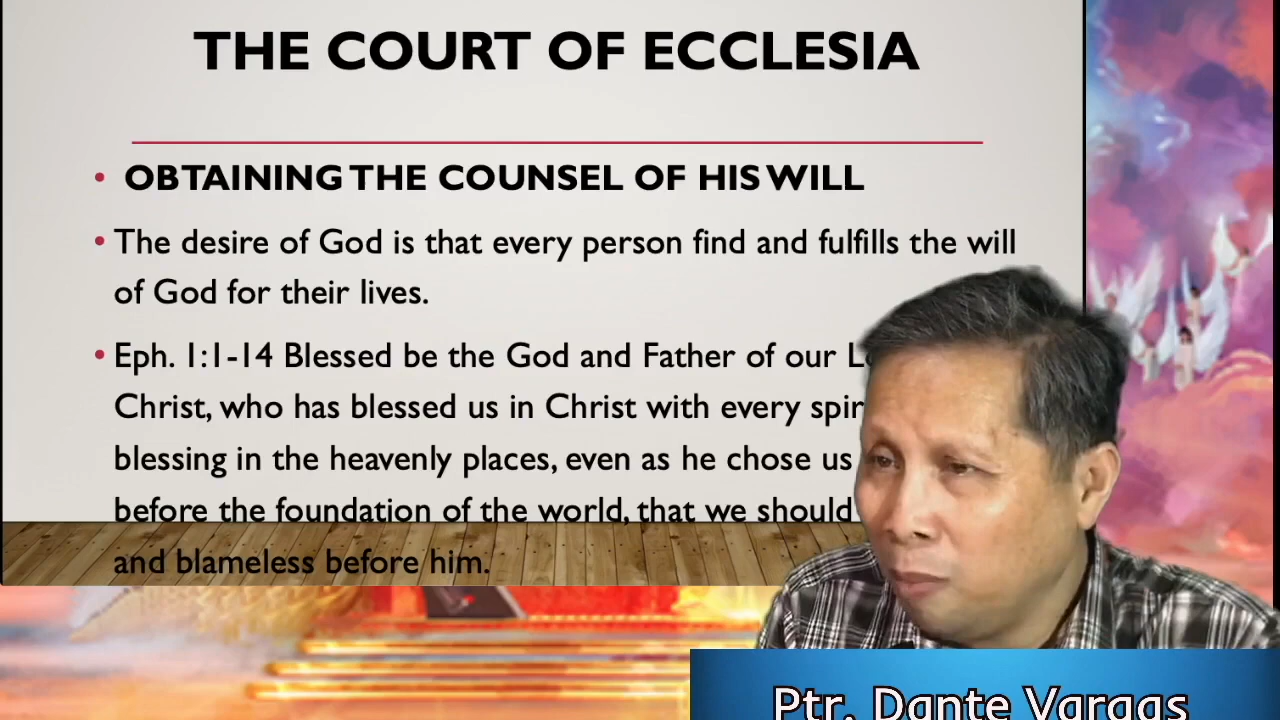 THE COURT OF ECCLESIA
• OBTAINING THE COUNSEL OF HIS WILL
• The desire of God is that every person find and fulfills the will
of God for their lives.
• Eph. 1:1-14 Blessed be the God and Father of our
Christ, who has blessed us in Christ with every
blessing in the heavenly places, even as he chose us
before the foundation of the world, that we should
and blameless before him.
Ptr. Dante Vargas